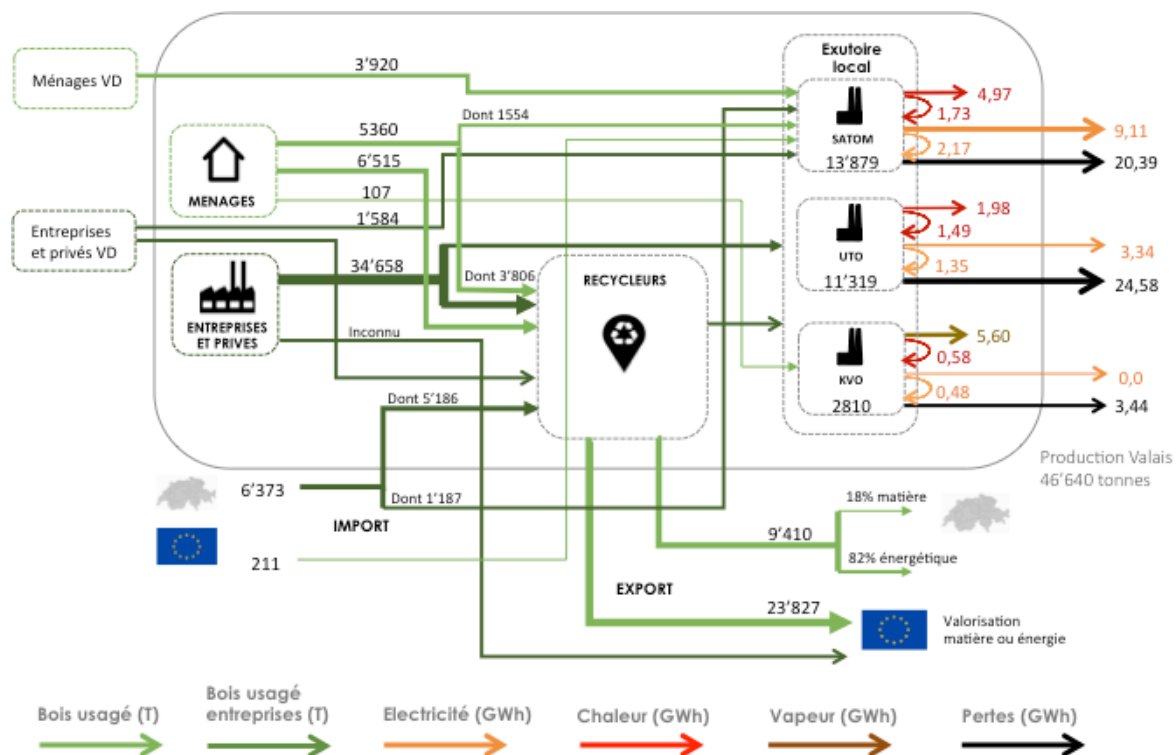 Exutoire
local
Ménages VD
3’920
4,97
Dont 1554
1,73
5360
9,11
SATOM
2,17
6’515
13’879
20,39
107
MENAGES
1’584
1,98
Entreprises
et privés VD
1,49
UTO
3,34
34’658
1,35
Dont 3’806
RECYCLEURS
11’319
24,58
ENTREPRISES
ET PRIVES
Inconnu
5,60
0,58
KVO
0,0
Dont 5’186
2810
0,48
3,44
Production Valais
46’640 tonnes
6’373
Dont 1’187
18% matière
IMPORT
9’410
211
82% énergétique
EXPORT
23’827
Valorisation
matière ou énergie
Bois usagé (T)
Bois usagé
entreprises (T)
Electricité (GWh)
Chaleur (GWh)
Vapeur (GWh)
Pertes (GWh)